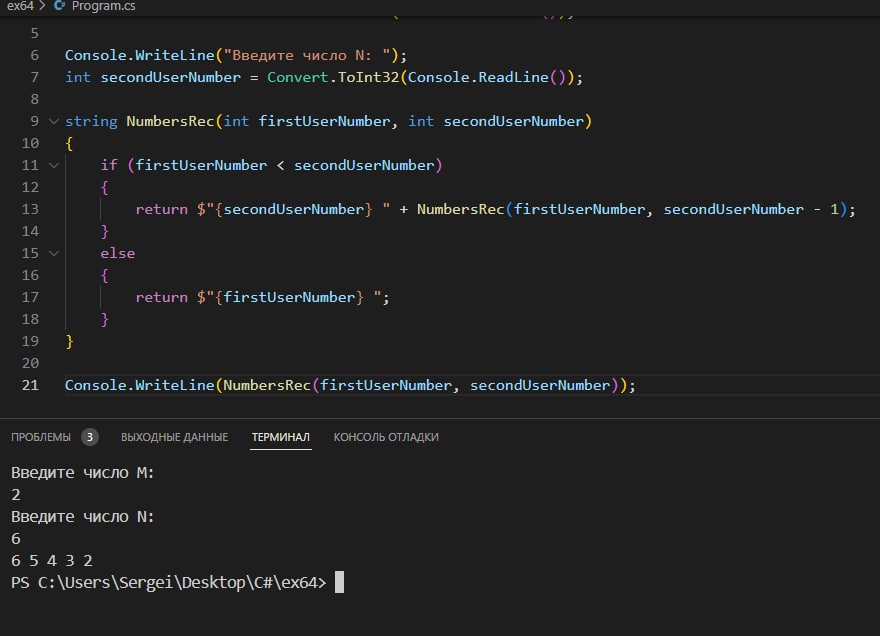 ex64 > C# Program.cs
5
6 Console.WriteLine("Введите число N: ");
7 int secondUserNumber = Convert.ToInt32(Console.ReadLine());
8
9 string NumbersRec(int firstUserNumber, int secondUserNumber)
10 {
11 if (firstUserNumber < secondUserNumber)
12 {
13 return $"{secondUserNumber} " + NumbersRec(firstUserNumber, secondUserNumber - 1);
14 }
15 else
16 {
17 return $"{firstUserNumber} ";
18 }
19 }
20
21 Console.WriteLine(NumbersRec(firstUserNumber, secondUserNumber));
ПРОБЛЕМЫ 3 ВЫХОДНЫЕ ДАННЫЕ ТЕРМИНАЛ КОНСОЛЬ ОТЛАДКИ
Введите число M:
2
Введите число N:
6
6 5 4 3 2
PS C:\Users\Sergei\Desktop\C#\ex64>